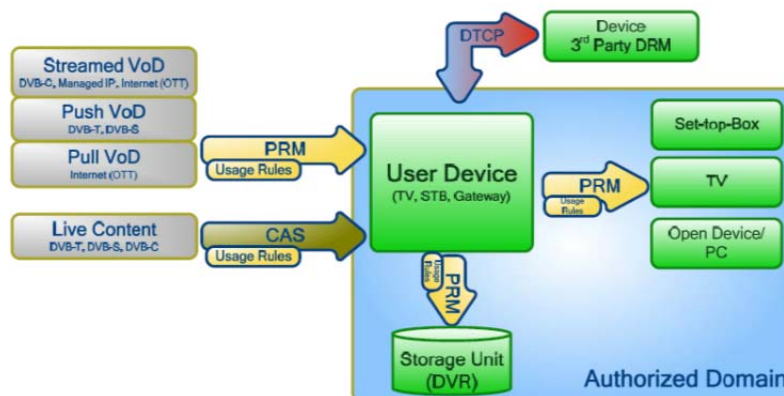 Streamed VoD
DVB-C, Managed IP, Internet (OTT)
Push VoD
DVB-T, DVB-S
Pull VoD
Internet (OTT)
Live Content
DVB-T, DVB-S, DVB-C
PRM
Usage Rules
CAS
Usage Rules
DTCP
Device
3rd Party DRM
User Device
(TV, STB, Gateway)
PRM
Usage Rules
Set-top-Box
TV
Open Device/
PC
Usage
Rules
PRM
Storage Unit
(DVR)
Authorized Domain